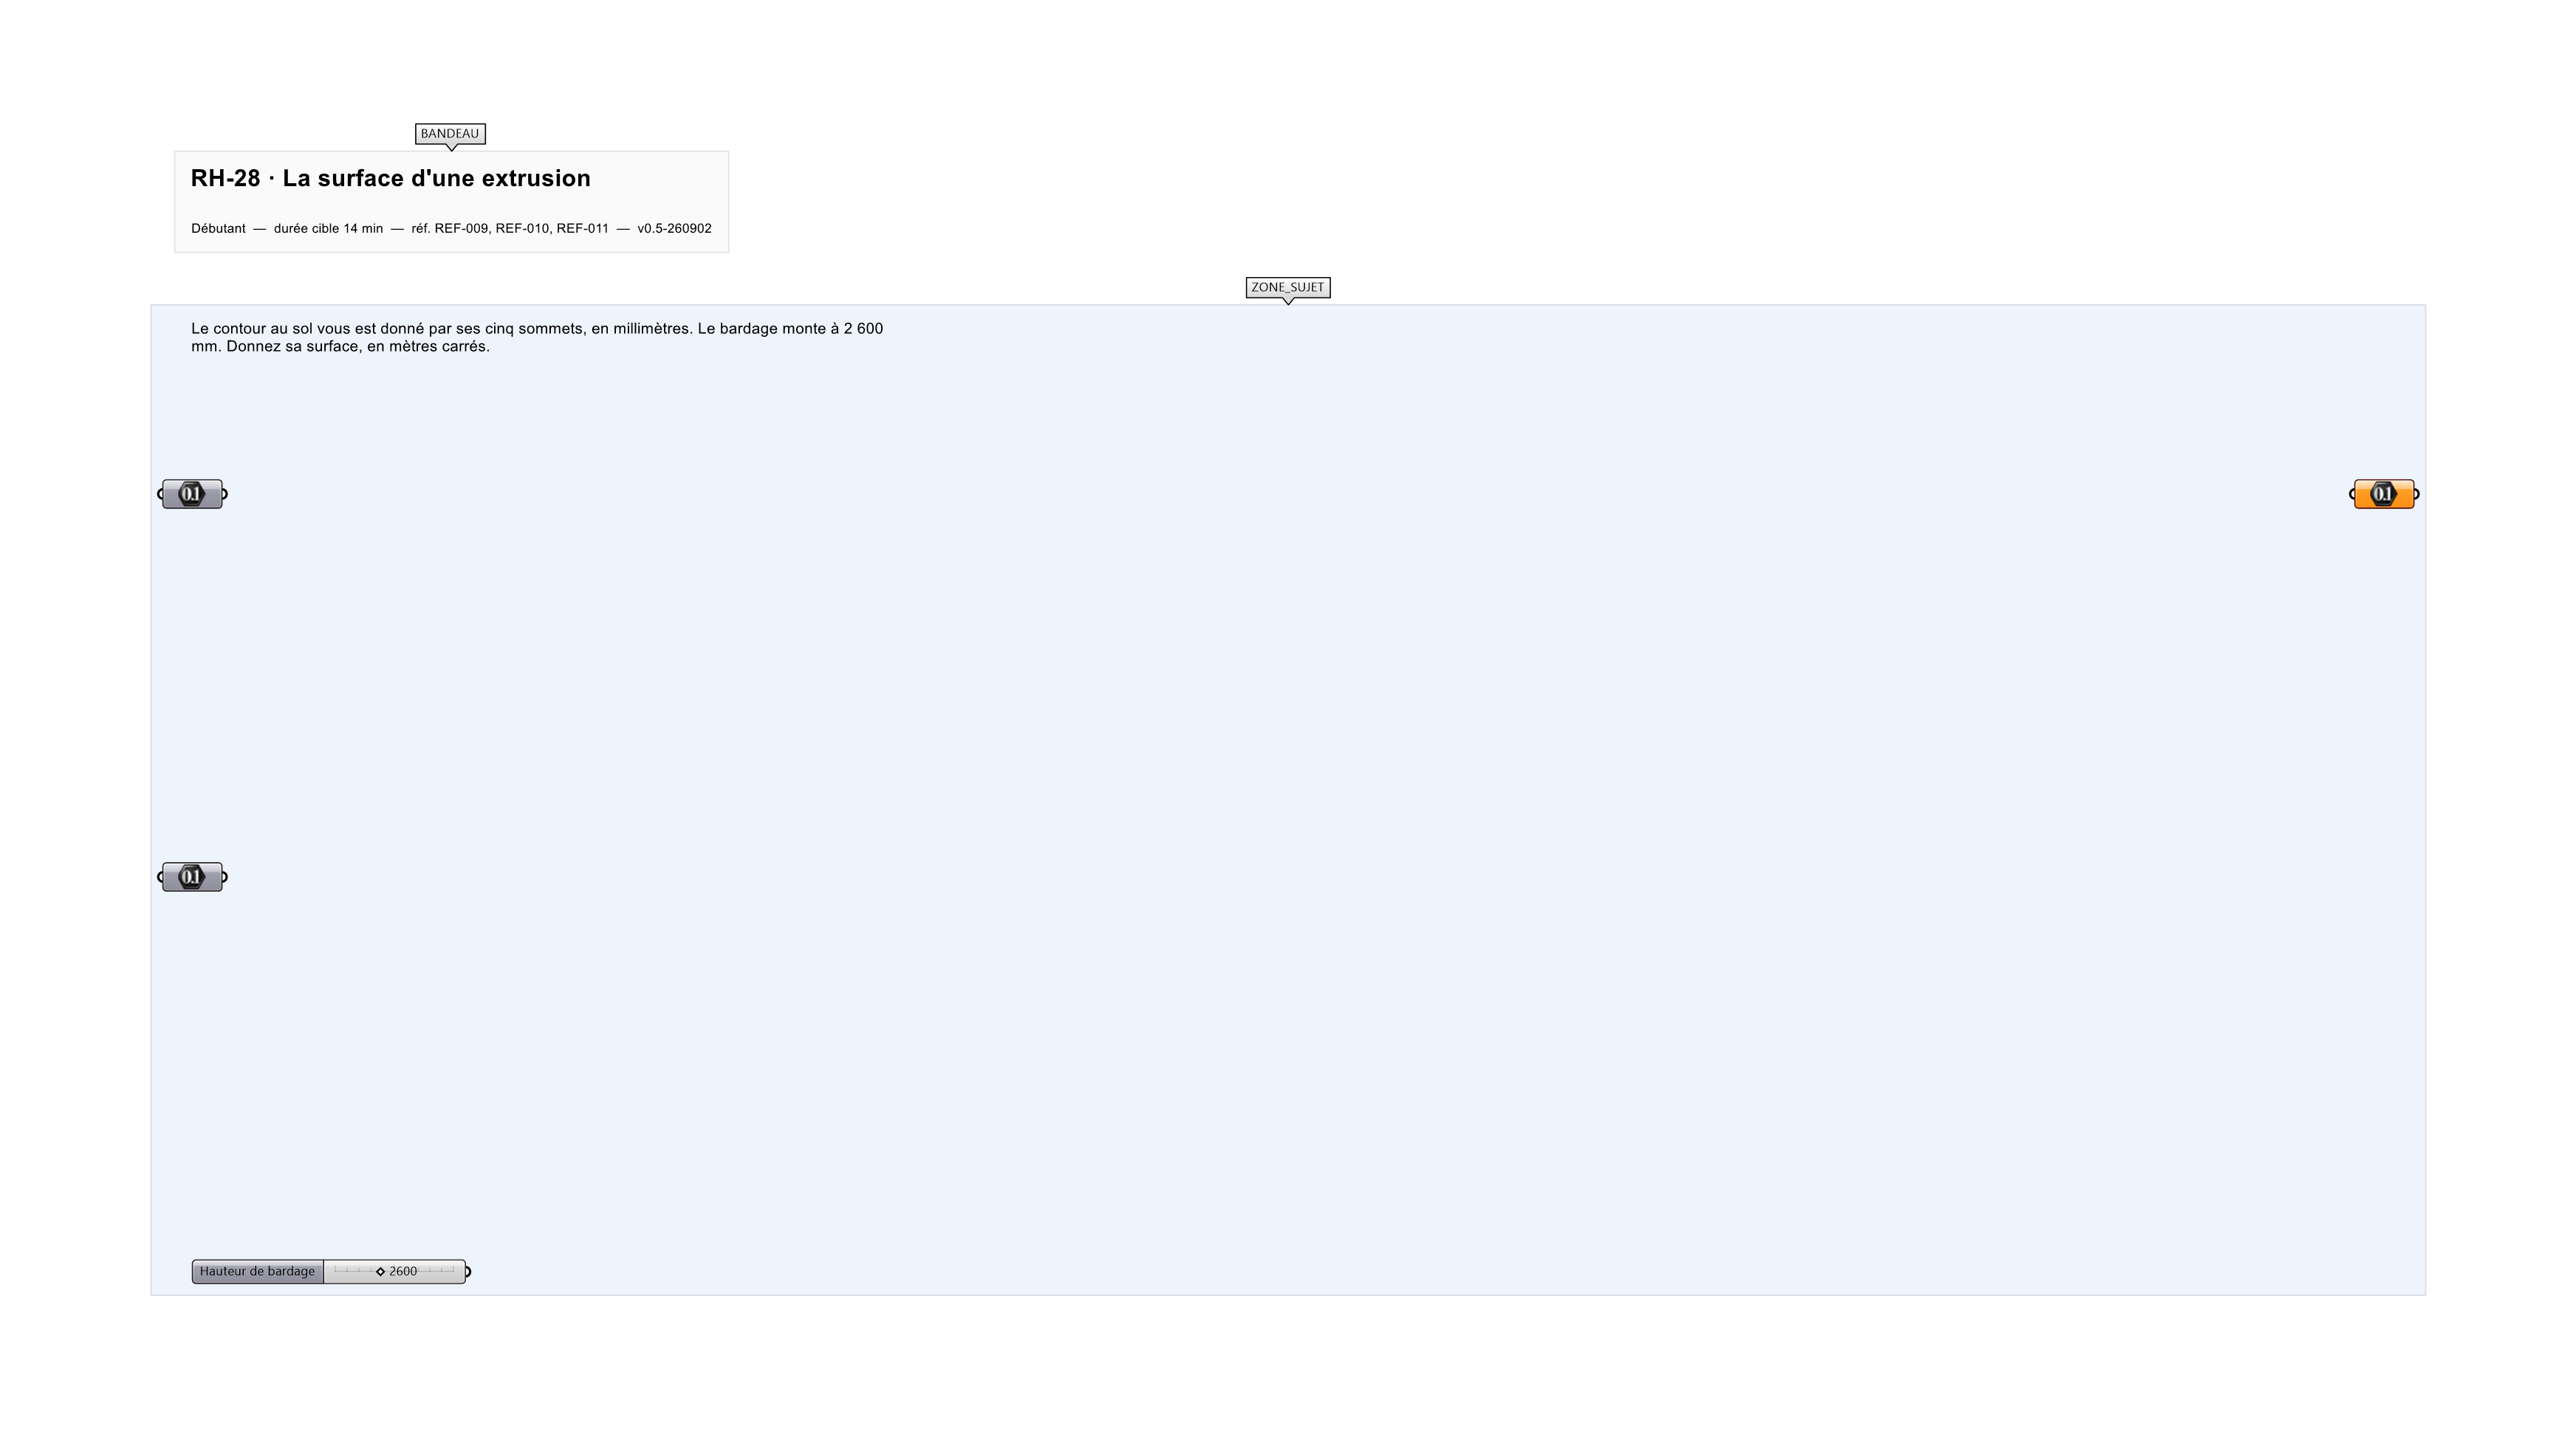 BANDEAU
RH-28 · La surface d'une extrusion
Débutant — durée cible 14 min — réf. REF-009, REF-010, REF-011 — v0.5-260902
ZONE_SUJET
Le contour au sol vous est donné par ses cinq sommets, en millimètres. Le bardage monte à 2 600
mm. Donnez sa surface, en mètres carrés.
0.1
0.1
0.1
Hauteur de bardage 2600